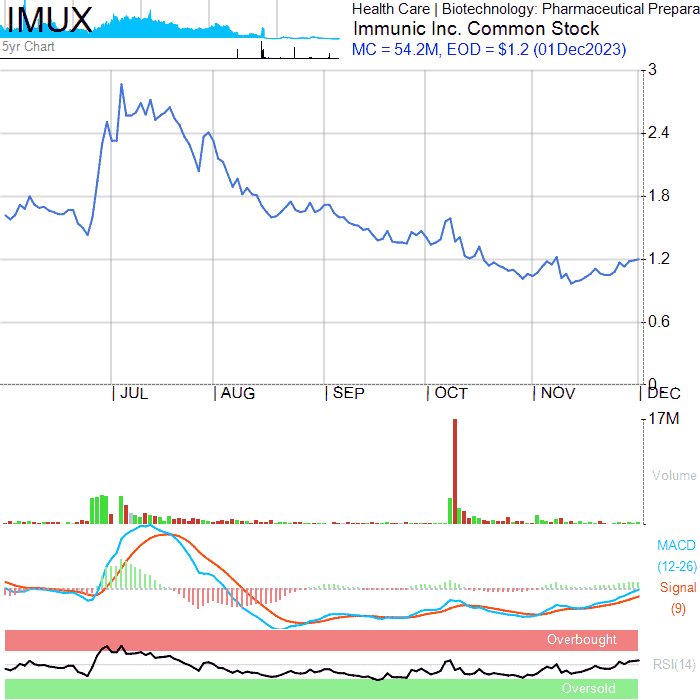 IMUX
5yr Chart
Health Care | Biotechnology: Pharmaceutical Prepara
Immunic Inc. Common Stock
MC = 54.2M, EOD = $1.2 (01Dec2023)
3
2.4
1.8
1.2
0.6
0
| JUL | AUG | SEP | OCT | NOV | DEC
17M
Volume
MACD
(12-26)
Signal
(9)
Overbought
RSI(14)
Oversold